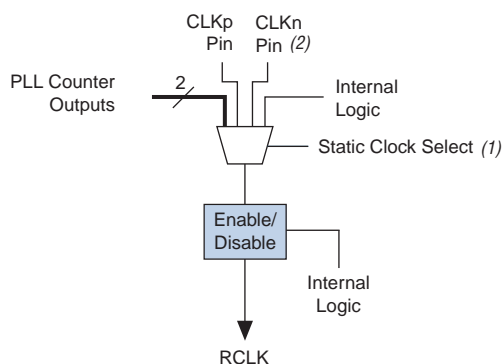 CLKp
Pin
CLKn
Pin (2)
PLL Counter
Outputs
2
Internal
Logic
Static Clock Select (1)
Enable/
Disable
Internal
Logic
RCLK